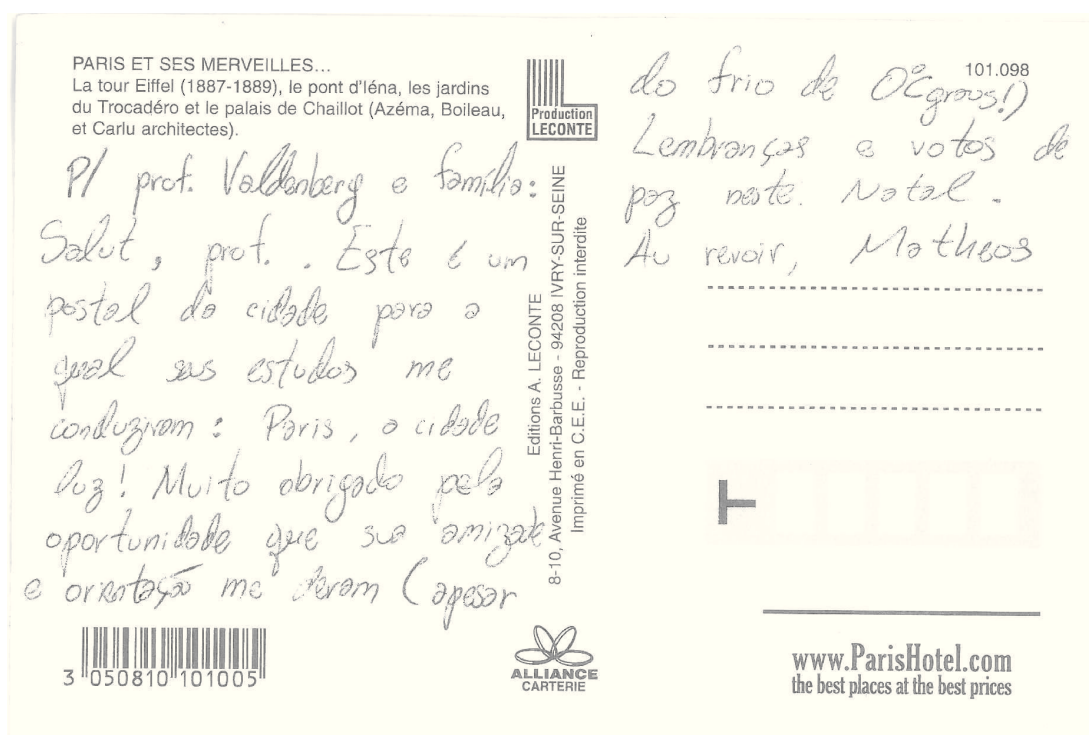 PARIS ET SES MERVEILLES...
La tour Eiffel (1887-1889), le pont d'Iéna, les jardins
du Trocadéro et le palais de Chaillot (Azéma, Boileau,
et Carlu architectes).
P/ prof. Valdenberg e família:
Salut, prof. . Este é um
postal da cidade para a
qual seus estudos me
conduziram: Paris, a cidade
luz! Muito obrigado pela
oportunidade que sua amizade
e orientação me deram (apesar
Production
LECONTE
Editions A. LECONTE
8-10, Avenue Henri-Barbusse - 94208 IVRY-SUR-SEINE
Imprimé en C.E.E. - Reproduction interdite
101.098
do frio de 0°C graus!)
Lembranças e votos de
paz neste. Natal.
Au revoir, Matheos
T
3 050810 101005
ALLIANCE
CARTERIE
www.ParisHotel.com
the best places at the best prices